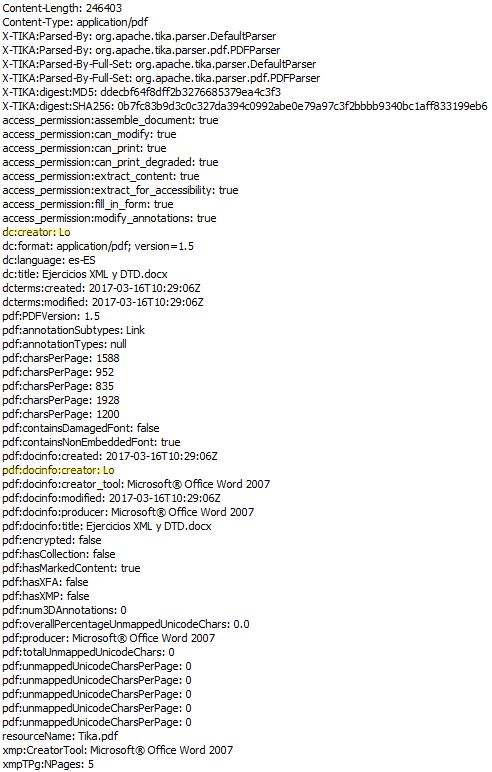 Content-Length: 246403
Content-Type: application/pdf
X-TIKA:Parsed-By: org.apache.tika.parser.DefaultParser
X-TIKA:Parsed-By: org.apache.tika.parser.pdf.PDFParser
X-TIKA:Parsed-By-Full-Set: org.apache.tika.parser.DefaultParser
X-TIKA:Parsed-By-Full-Set: org.apache.tika.parser.pdf.PDFParser
X-TIKA:digest:MD5: ddecbf64f8dff2b3276685379ea4c3f3
X-TIKA:digest:SHA256: 0b7fc83b9d3c0c327da394c0992abe0e79a97c3f2bbbb9340bc1aff833199eb6
access_permission:assemble_document: true
access_permission:can_modify: true
access_permission:can_print: true
access_permission:can_print_degraded: true
access_permission:extract_content: true
access_permission:extract_for_accessibility: true
access_permission:fill_in_form: true
access_permission:modify_annotations: true
dc:creator: Lo
dc:format: application/pdf; version=1.5
dc:language: es-ES
dc:title: Ejercicios XML y DTD.docx
dcterms:created: 2017-03-16T10:29:06Z
dcterms:modified: 2017-03-16T10:29:06Z
pdf:PDFVersion: 1.5
pdf:annotationSubtypes: Link
pdf:annotationTypes: null
pdf:charsPerPage: 1588
pdf:charsPerPage: 952
pdf:charsPerPage: 835
pdf:charsPerPage: 1928
pdf:charsPerPage: 1200
pdf:containsDamagedFont: false
pdf:containsNonEmbeddedFont: true
pdf:docinfo:created: 2017-03-16T10:29:06Z
pdf:docinfo:creator: Lo
pdf:docinfo:creator_tool: Microsoft® Office Word 2007
pdf:docinfo:modified: 2017-03-16T10:29:06Z
pdf:docinfo:producer: Microsoft® Office Word 2007
pdf:docinfo:title: Ejercicios XML y DTD.docx
pdf:encrypted: false
pdf:hasCollection: false
pdf:hasMarkedContent: true
pdf:hasXFA: false
pdf:hasXMP: false
pdf:num3DAnnotations: 0
pdf:overallPercentageUnmappedUnicodeChars: 0.0
pdf:producer: Microsoft® Office Word 2007
pdf:totalUnmappedUnicodeChars: 0
pdf:unmappedUnicodeCharsPerPage: 0
pdf:unmappedUnicodeCharsPerPage: 0
pdf:unmappedUnicodeCharsPerPage: 0
pdf:unmappedUnicodeCharsPerPage: 0
pdf:unmappedUnicodeCharsPerPage: 0
resourceName: Tika.pdf
xmp:CreatorTool: Microsoft® Office Word 2007
xmpTPg:NPages: 5